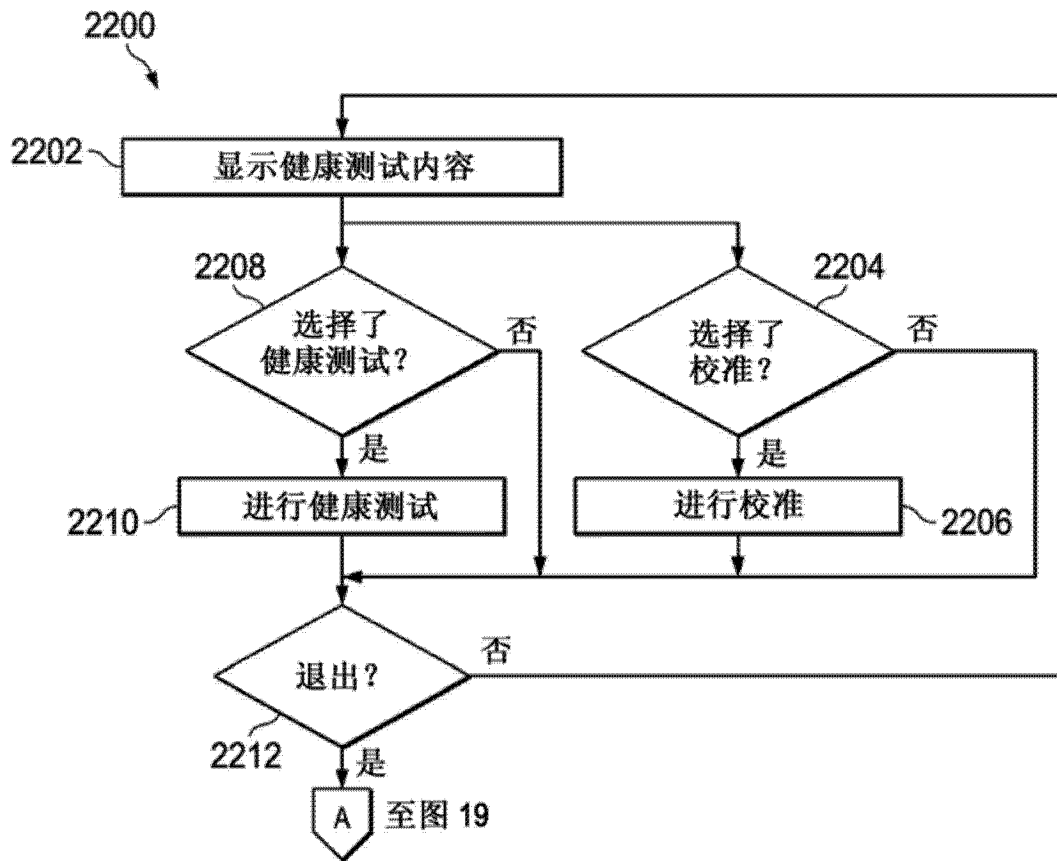 2200
2202
显示健康测试内容
2208
2204
选择了
健康测试？
否
选择了
校准？
否
是
是
2210
进行健康测试
进行校准
2206
退出？
否
2212
是
A
至图 19